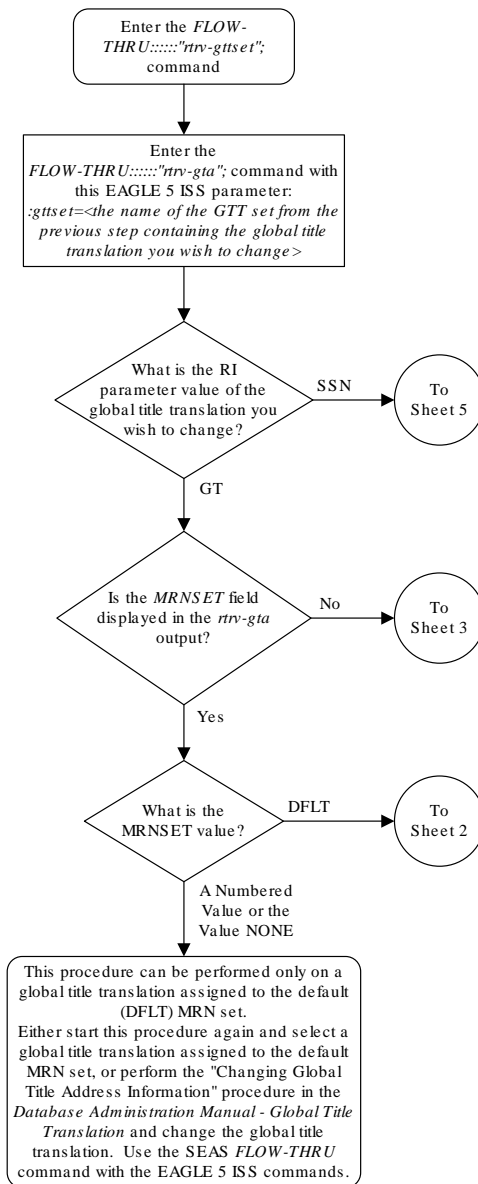 Enter the FLOW-
THRU::::::"rtrv-gttset";
command
Enter the
FLOW-THRU::::::"rtrv-gta"; command with
this EAGLE 5 ISS parameter:
:gttset=<the name of the GTT set from the
previous step containing the global title
translation you wish to change>
What is the RI
parameter value of the
global title translation you
wish to change?
SSN
To
Sheet 5
GT
Is the MRNSET field
displayed in the rtrv-gta
output?
No
To
Sheet 3
Yes
What is the
MRNSET value?
DFLT
To
Sheet 2
A Numbered
Value or the
Value NONE
This procedure can be performed only on a
global title translation assigned to the default
(DFLT) MRN set.
Either start this procedure again and select a
global title translation assigned to the default
MRN set, or perform the "Changing Global
Title Address Information" procedure in the
Database Administration Manual - Global Title
Translation and change the global title
translation. Use the SEAS FLOW-THRU
command with the EAGLE 5 ISS commands.